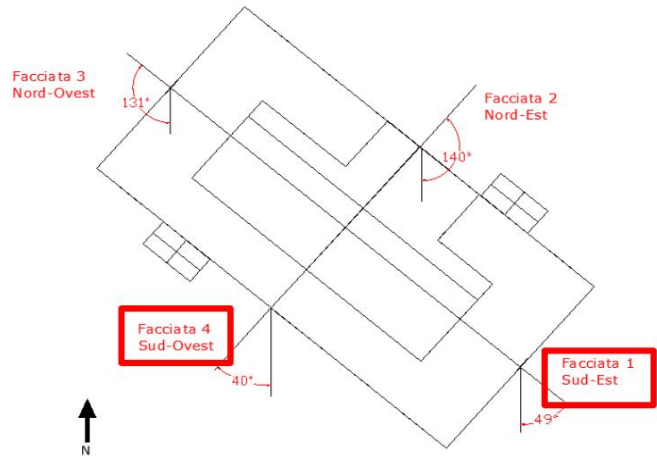 Facciata 3
Nord-Ovest
131°
Facciata 2
Nord-Est
140°
Facciata 4
Sud-Ovest
40°
Facciata 1
Sud-Est
49°
N